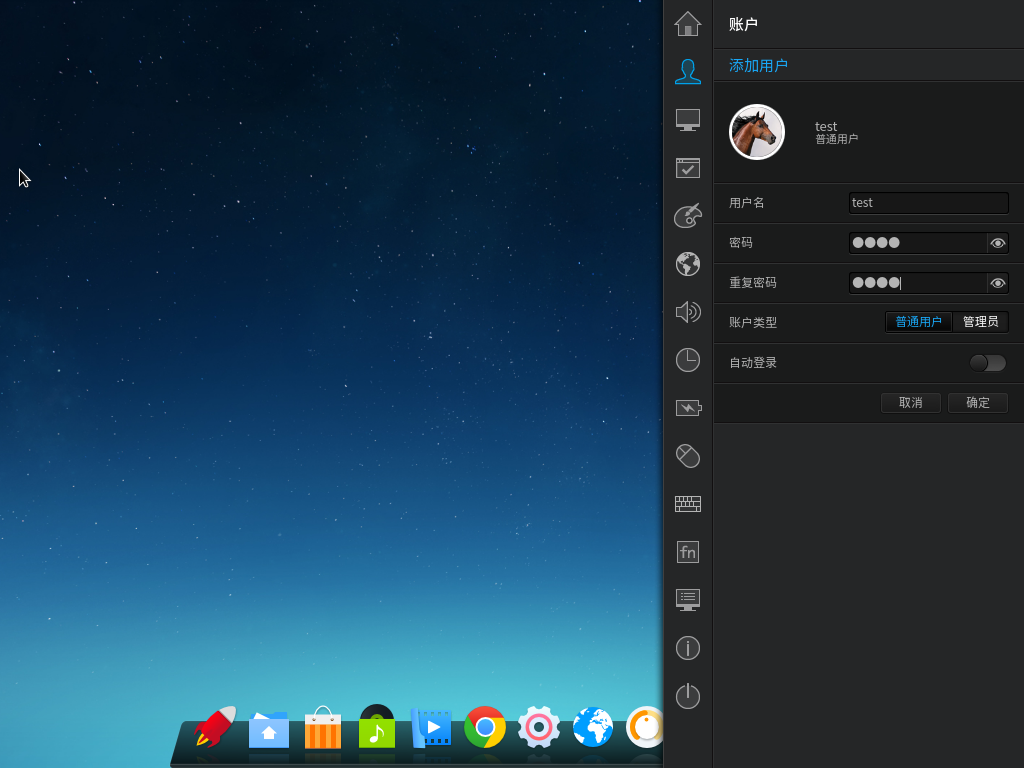 账户
添加用户
test
普通用户
用户名 test
密码
重复密码
账户类型 普通用户 管理员
自动登录
取消 确定
fn